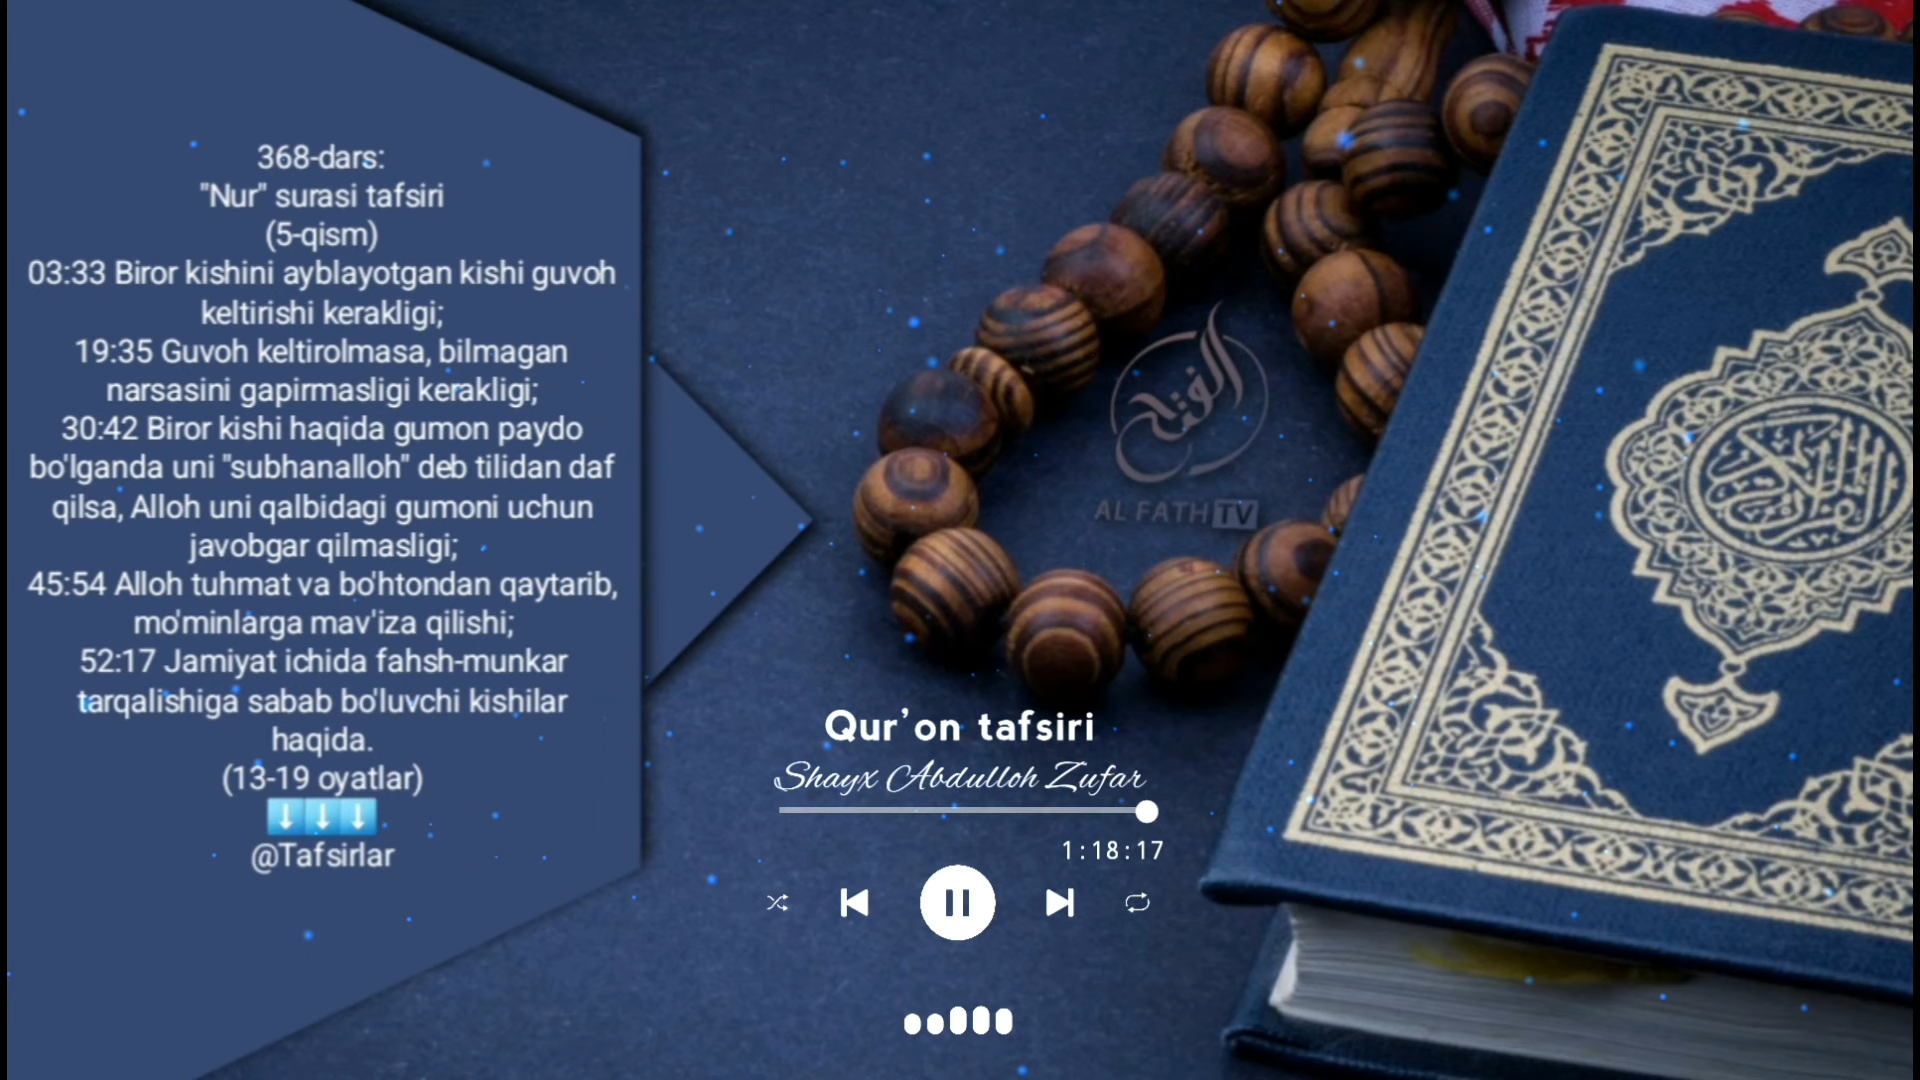 368-dars:
"Nur" surasi tafsiri
(5-qism)
03:33 Biror kishini ayblayotgan kishi guvoh
keltirishi kerakligi;
19:35 Guvoh keltirolmasa, bilmagan
narsasini gapirmasligi kerakligi;
30:42 Biror kishi haqida gumon paydo
bo'lganda uni "subhanalloh" deb tilidan daf
qilsa, Alloh uni qalbidagi gumoni uchun
javobgar qilmasligi;
45:54 Alloh tuhmat va bo'htondan qaytarib,
mo'minlarga mav'iza qilishi;
52:17 Jamiyat ichida fahsh-munkar
tarqalishiga sabab bo'luvchi kishilar
haqida.
(13-19 oyatlar)
⬇️⬇️⬇️
@Tafsirlar
الفتح
AL FATH TV
Qur’on tafsiri
Shayx Abdulloh Zufar
1:18:17
القرآن الكريم